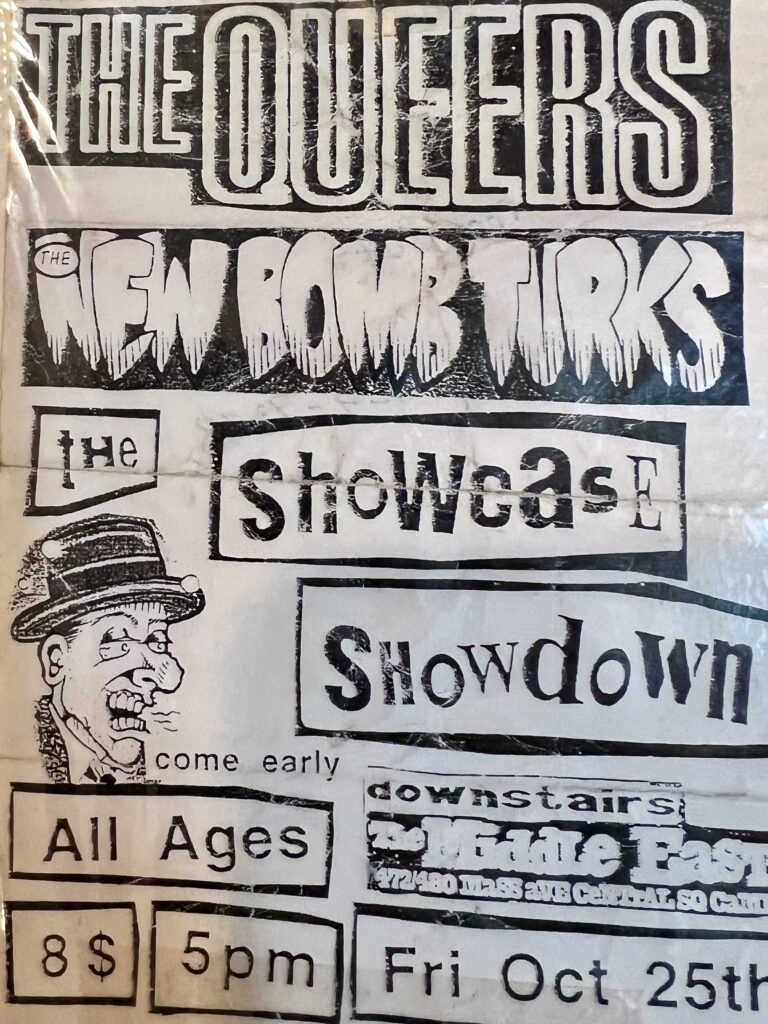 THE QUEERS
THE NEW BOMB TURKS
the Showcase
Showdown
come early
All Ages
downstairs
The Middle East
472/480 Mass aVE CeNtRAL SQ
8$ 5pm Fri Oct 25th